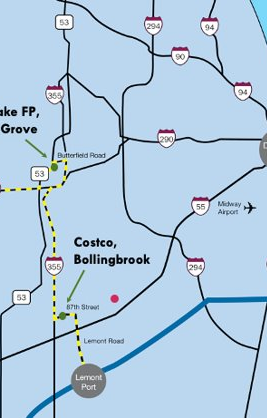 53
294
94
90
355
94
ake FP,
Grove
290
Butterfield Road
53
55
Midway
Airport
Costco,
Bollingbrook
355
294
53
87th Street
Lemont Road
Lemont
Port